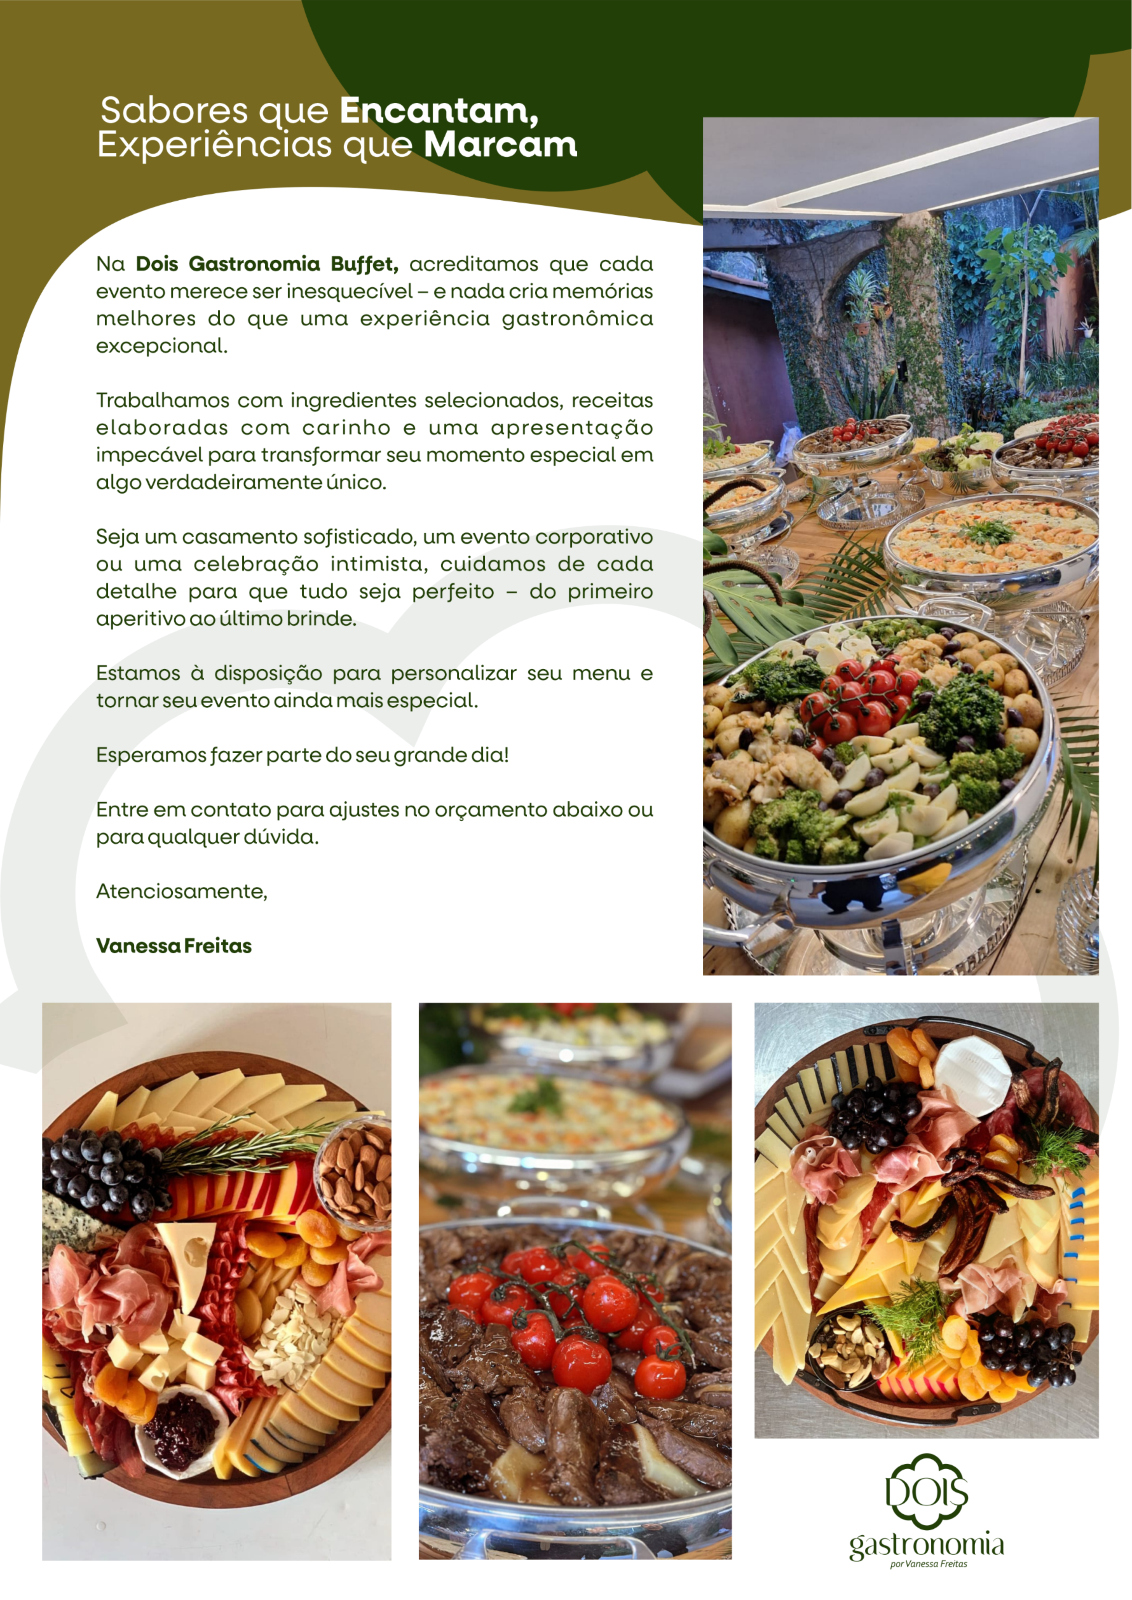 Sabores que Encantam,
Experiências que Marcam
Na Dois Gastronomia Buffet, acreditamos que cada
evento merece ser inesquecível – e nada cria memórias
melhores do que uma experiência gastronômica
excepcional.
Trabalhamos com ingredientes selecionados, receitas
elaboradas com carinho e uma apresentação
impecável para transformar seu momento especial em
algo verdadeiramente único.
Seja um casamento sofisticado, um evento corporativo
ou uma celebração intimista, cuidamos de cada
detalhe para que tudo seja perfeito – do primeiro
aperitivo ao último brinde.
Estamos à disposição para personalizar seu menu e
tornar seu evento ainda mais especial.
Esperamos fazer parte do seu grande dia!
Entre em contato para ajustes no orçamento abaixo ou
para qualquer dúvida.
Atenciosamente,
Vanessa Freitas
DOIS
gastronomia
por Vanessa Freitas